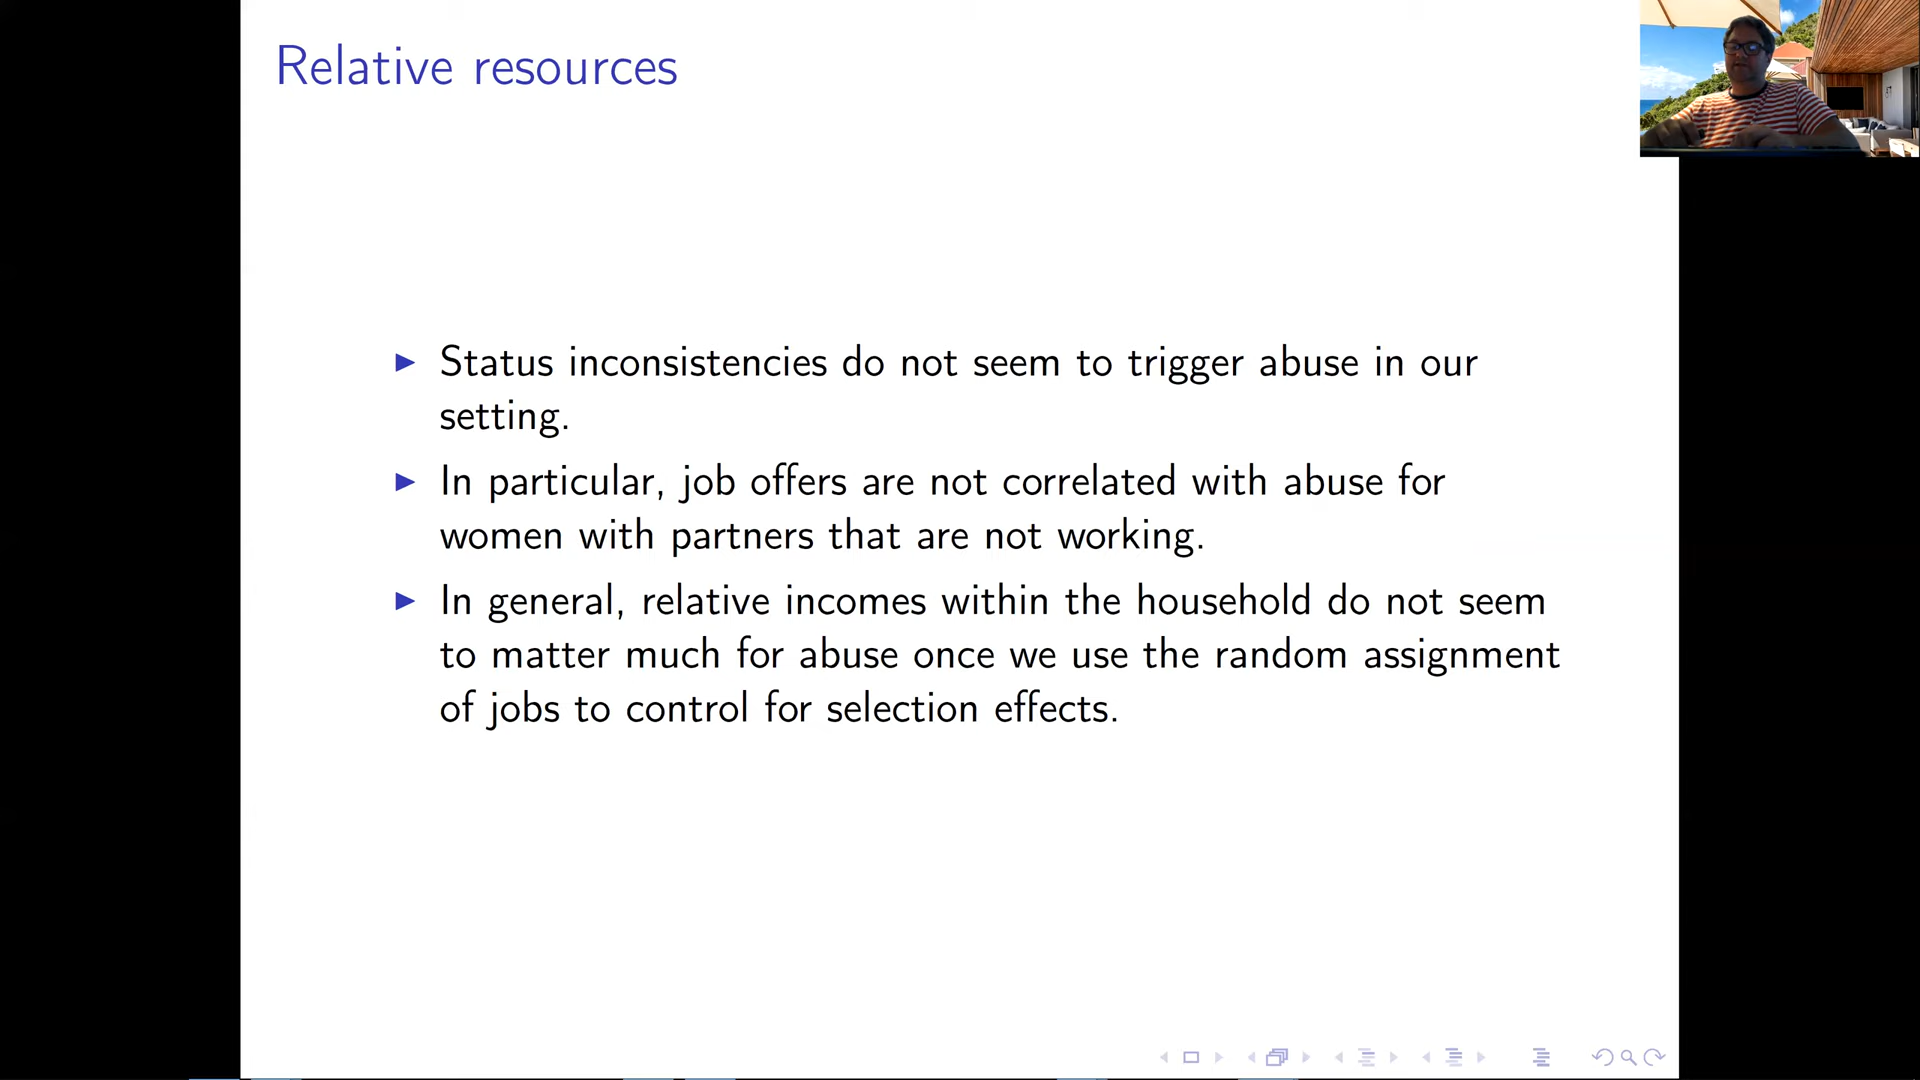 Relative resources
Status inconsistencies do not seem to trigger abuse in our
setting.
In particular, job offers are not correlated with abuse for
women with partners that are not working.
In general, relative incomes within the household do not seem
to matter much for abuse once we use the random assignment
of jobs to control for selection effects.